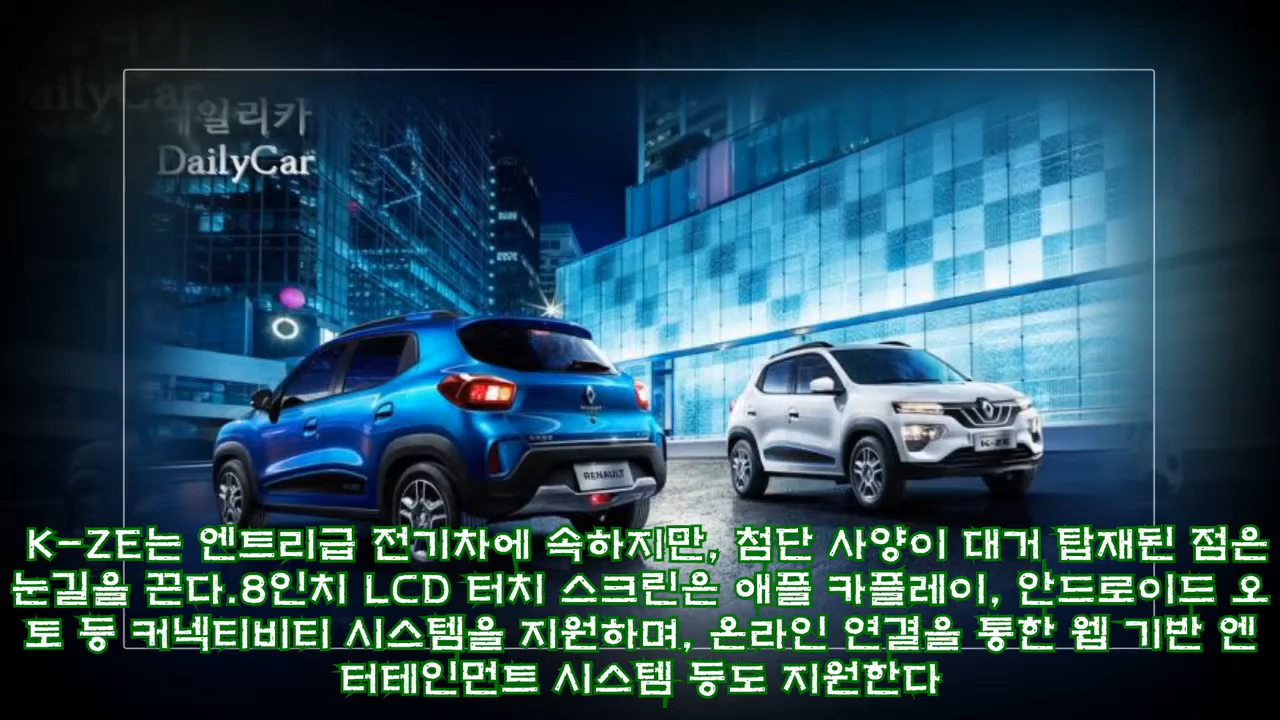 데일리카
DailyCar
RENAULT
K-ZE
K-ZE는 엔트리급 전기차에 속하지만, 첨단 사양이 대거 탑재된 점은
눈길을 끈다.8인치 LCD 터치 스크린은 애플 카플레이, 안드로이드 오
토 등 커넥티비티 시스템을 지원하며, 온라인 연결을 통한 웹 기반 엔
터테인먼트 시스템 등도 지원한다